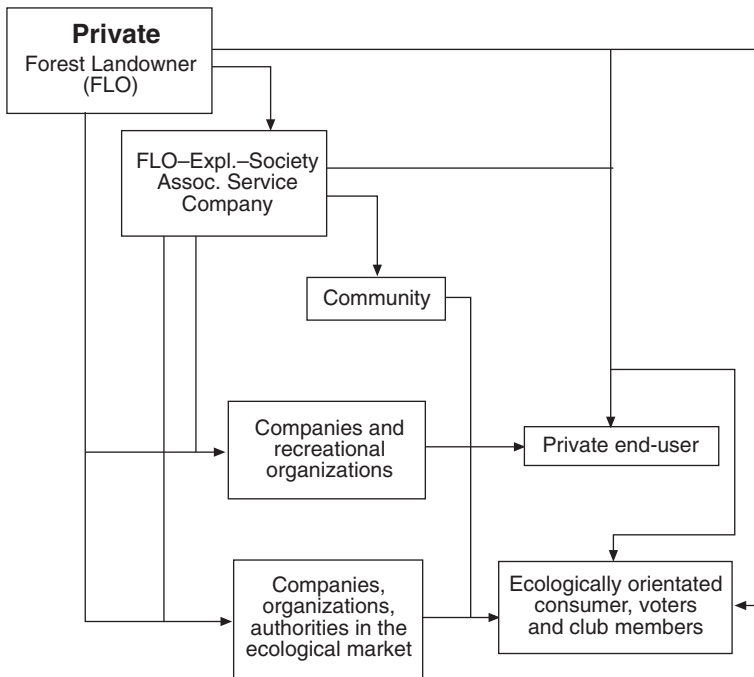 Private
Forest Landowner
(FLO)
FLO–Expl.–Society
Assoc. Service
Company
Community
Companies and
recreational
organizations
Private end-user
Companies,
organizations,
authorities in the
ecological market
Ecologically orientated
consumer, voters
and club members